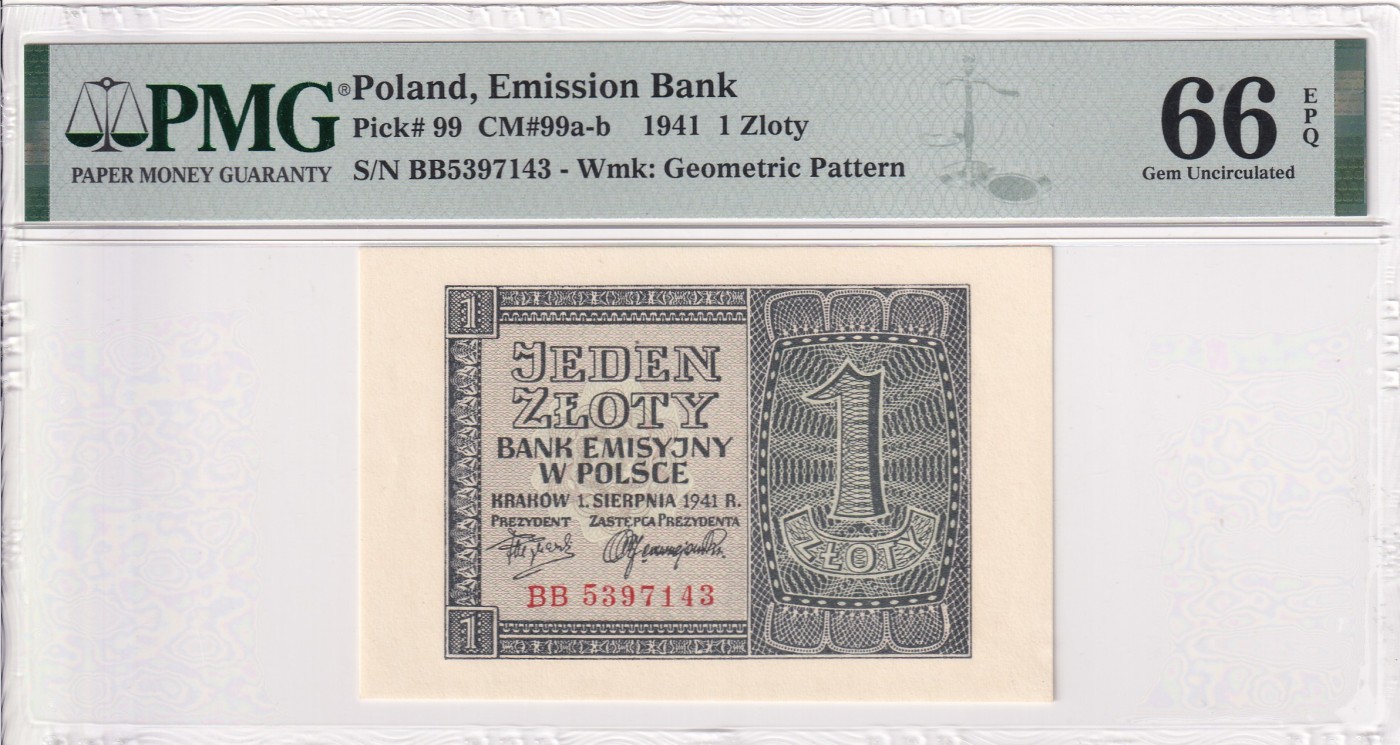 PMG®
PAPER MONEY GUARANTY
Poland, Emission Bank
Pick# 99 CM#99a-b 1941 1 Zloty
S/N BB5397143 - Wmk: Geometric Pattern
66 EPQ
Gem Uncirculated
1
JEDEN
ZŁOTY
BANK EMISYJNY
W POLSCE
KRAKÓW 1. SIERPNIA 1941 R.
PREZYDENT ZASTĘPCA PREZYDENTA
BB 5397143
1
1
ZŁOTY